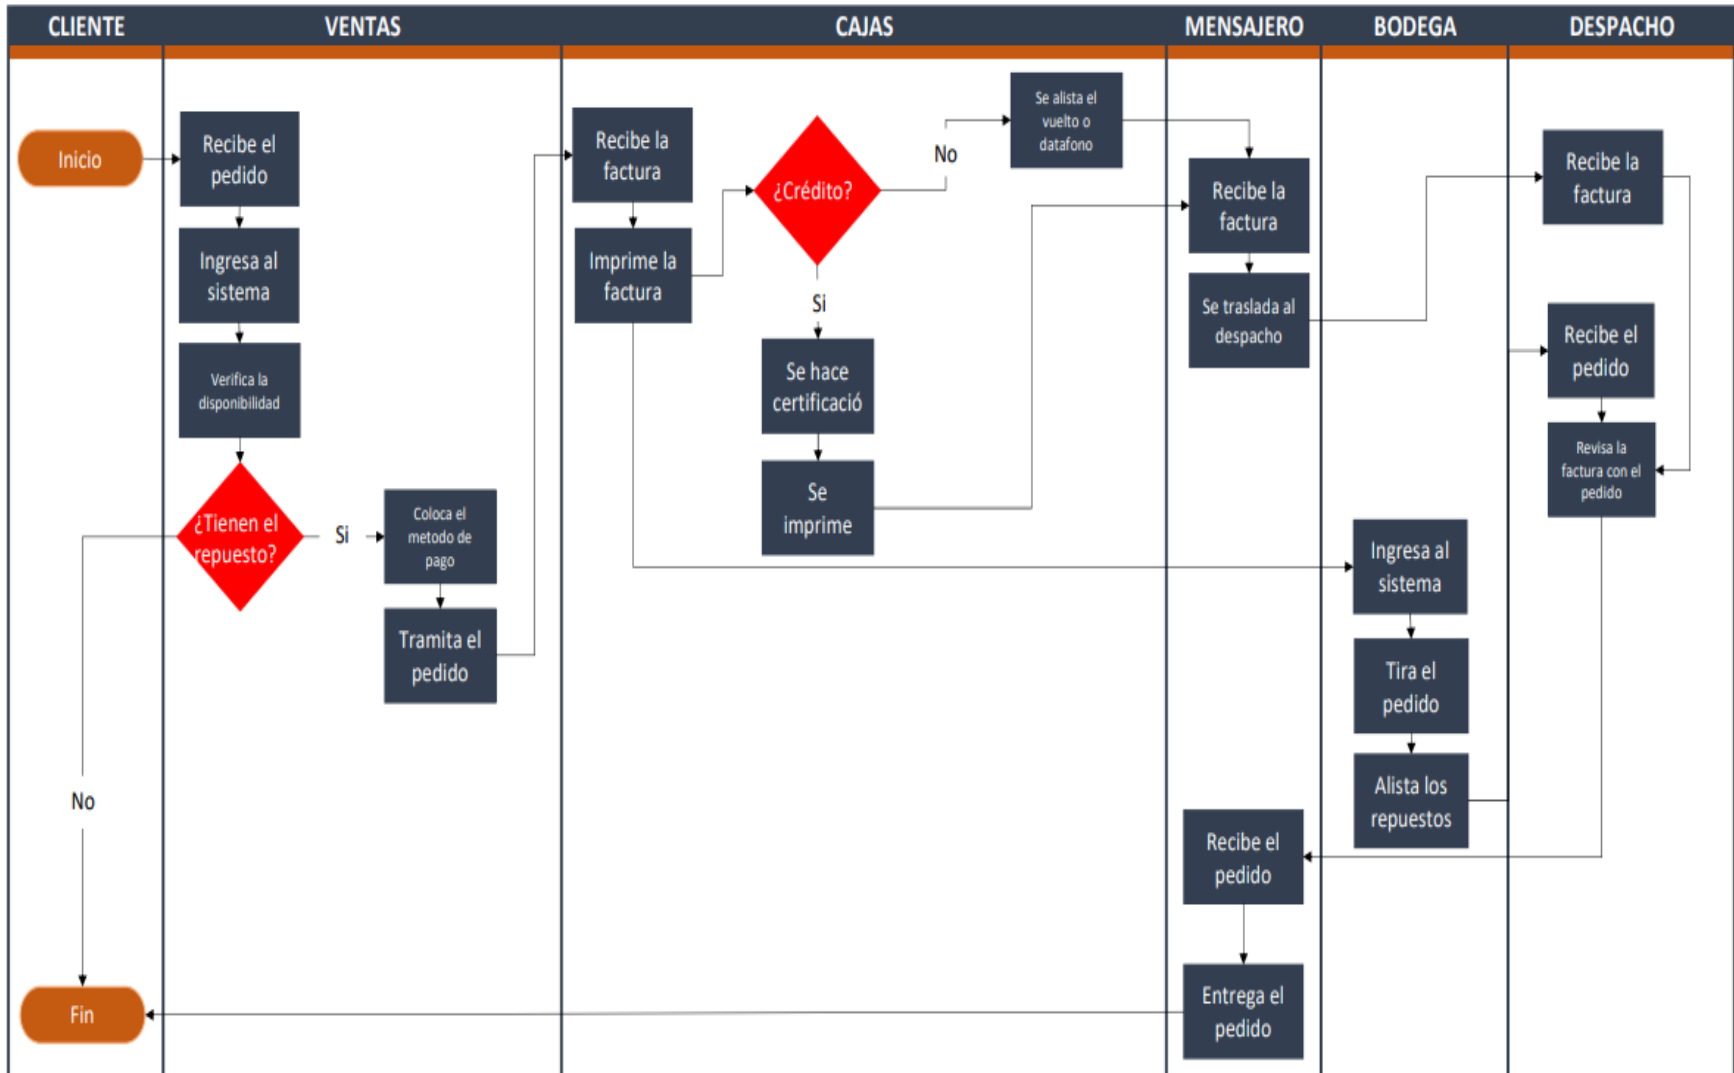 CLIENTE
VENTAS
CAJAS
MENSAJERO
BODEGA
DESPACHO
Inicio
No
Fin
Recibe el
pedido
Ingresa al
sistema
Verifica la
disponibilidad
¿Tienen el
repuesto?
Si
Coloca el
metodo de
pago
Tramita el
pedido
Recibe la
factura
Imprime la
factura
¿Crédito?
No
Se alista el
vuelto o
datafono
Si
Se hace
certificació
Se
imprime
Recibe la
factura
Se traslada al
despacho
Recibe el
pedido
Entrega el
pedido
Ingresa al
sistema
Tira el
pedido
Alista los
repuestos
Recibe la
factura
Recibe el
pedido
Revisa la
factura con el
pedido